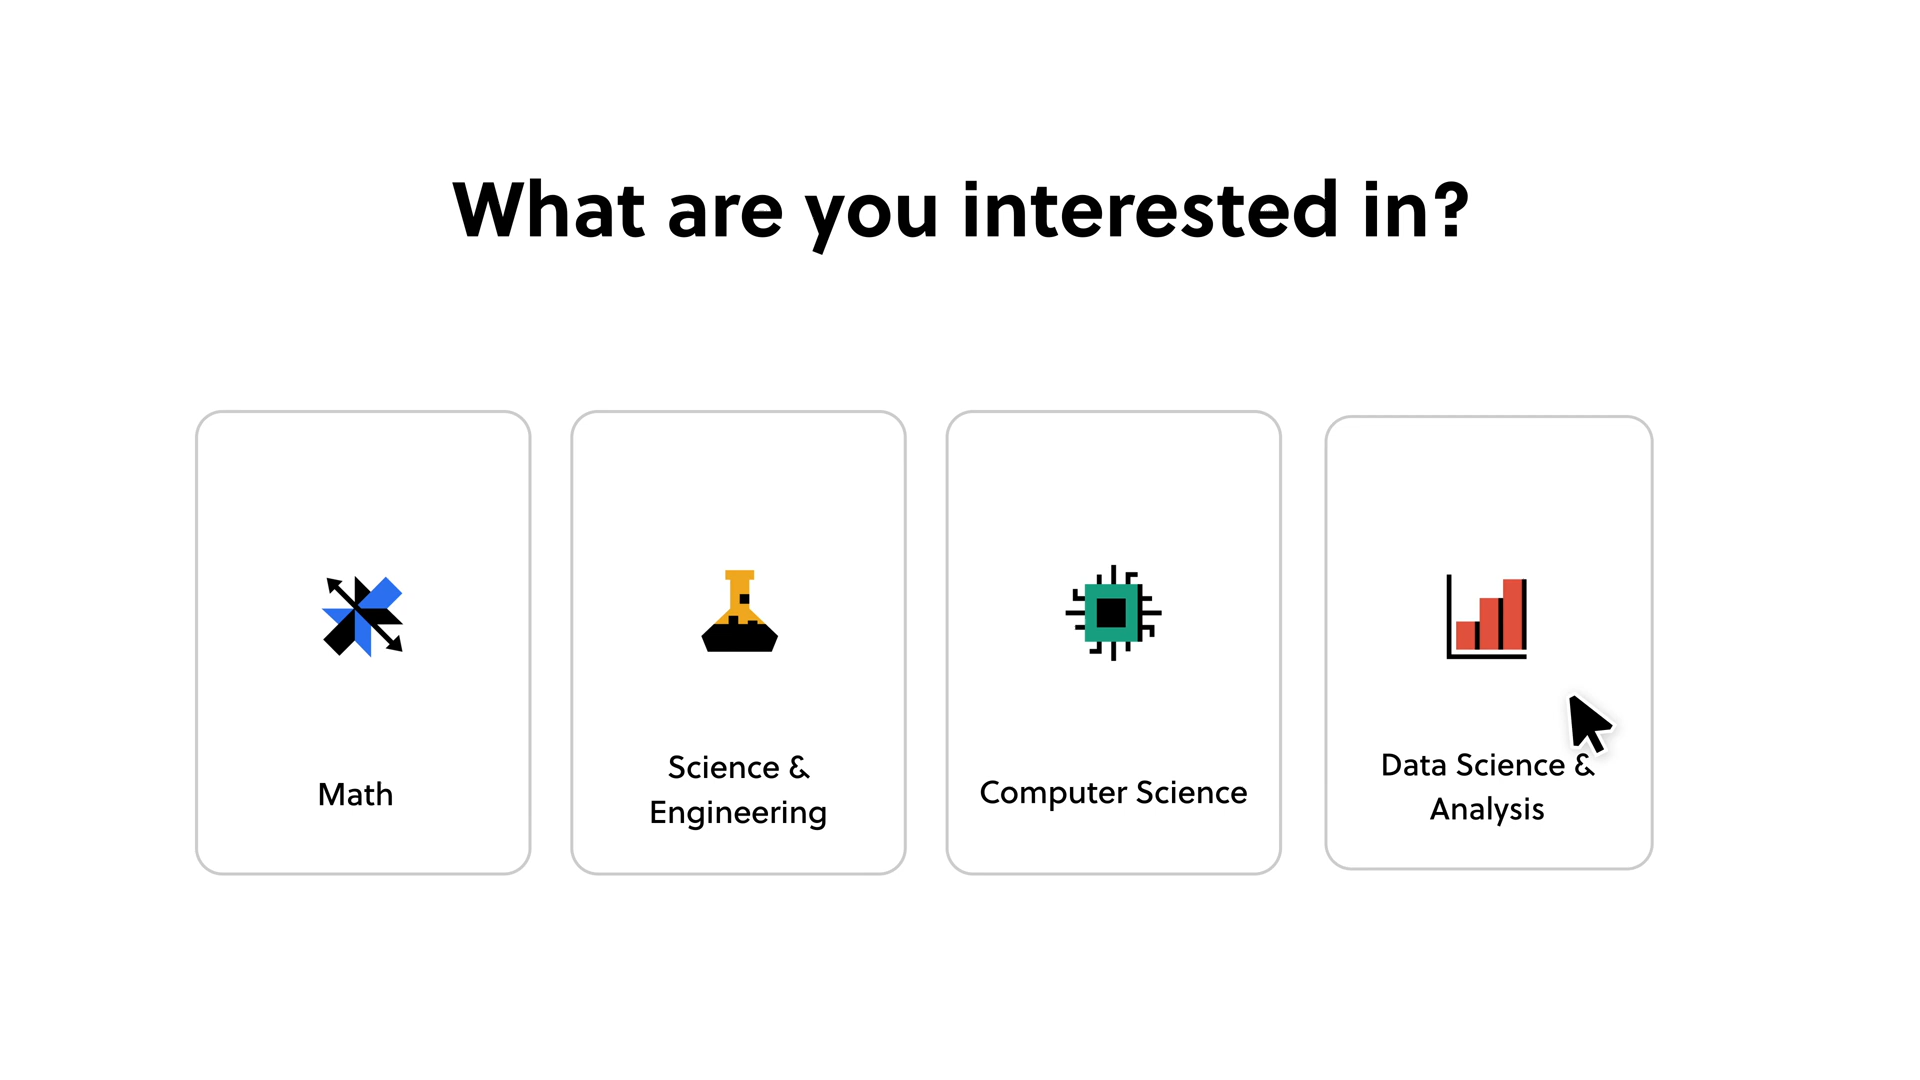 What are you interested in?
Math
Science &
Engineering
Computer Science
Data Science &
Analysis